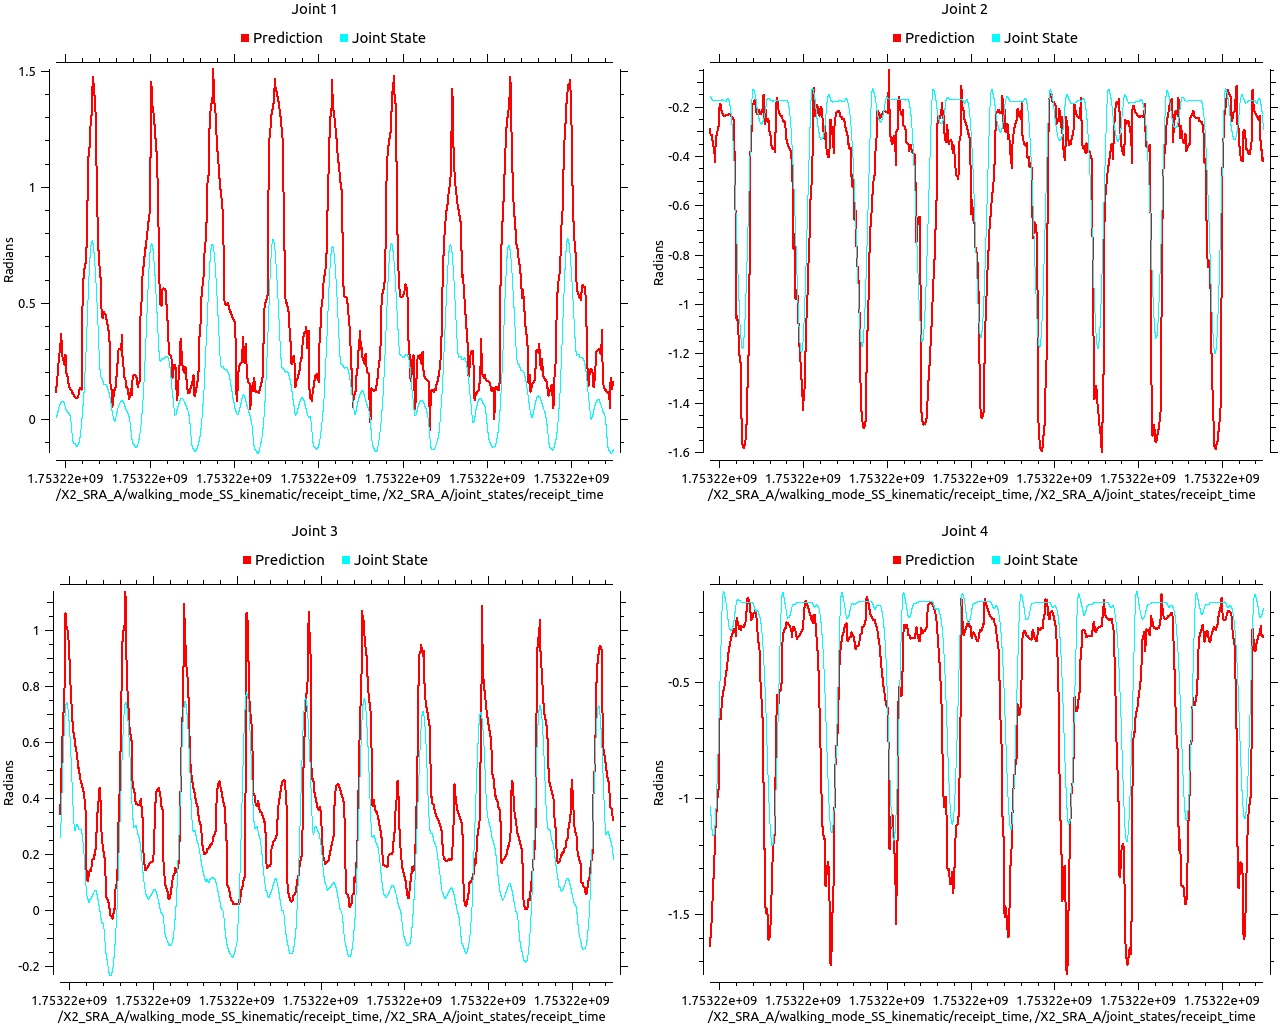 Joint 1
Prediction Joint State
1.5
1
0.5
0
Radians
1.75322e+09 1.75322e+09 1.75322e+09 1.75322e+09 1.75322e+09 1.75322e+09 1.75322e+09
/X2_SRA_A/walking_mode_SS_kinematic/receipt_time, /X2_SRA_A/joint_states/receipt_time
Joint 2
Prediction Joint State
-0.2
-0.4
-0.6
-0.8
-1
-1.2
-1.4
-1.6
Radians
1.75322e+09 1.75322e+09 1.75322e+09 1.75322e+09 1.75322e+09 1.75322e+09 1.75322e+09
/X2_SRA_A/walking_mode_SS_kinematic/receipt_time, /X2_SRA_A/joint_states/receipt_time
Joint 3
Prediction Joint State
1
0.8
0.6
0.4
0.2
0
-0.2
Radians
1.75322e+09 1.75322e+09 1.75322e+09 1.75322e+09 1.75322e+09 1.75322e+09 1.75322e+09
/X2_SRA_A/walking_mode_SS_kinematic/receipt_time, /X2_SRA_A/joint_states/receipt_time
Joint 4
Prediction Joint State
-0.5
-1
-1.5
Radians
1.75322e+09 1.75322e+09 1.75322e+09 1.75322e+09 1.75322e+09 1.75322e+09 1.75322e+09
/X2_SRA_A/walking_mode_SS_kinematic/receipt_time, /X2_SRA_A/joint_states/receipt_time